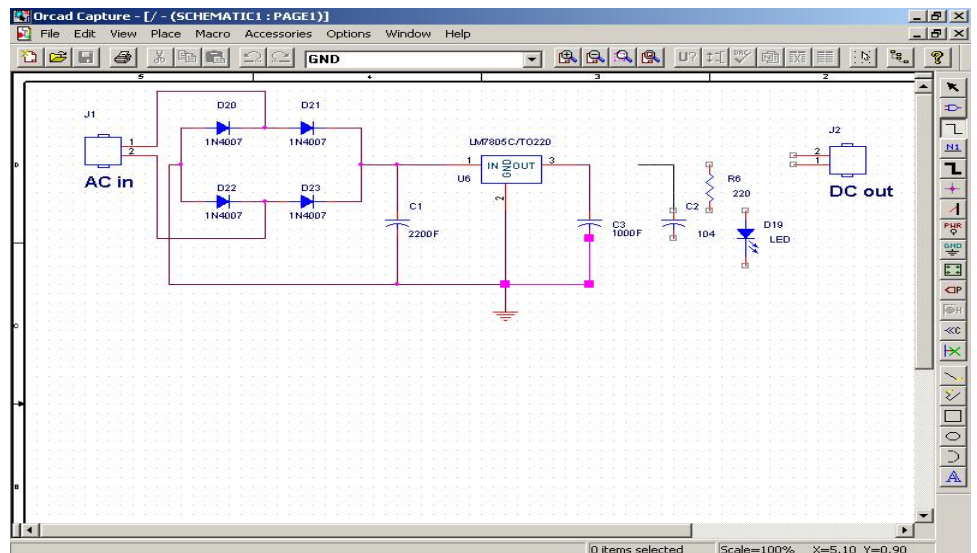 Orcad Capture - [/ - (SCHEMATIC1 : PAGE1)]
File Edit View Place Macro Accessories Options Window Help
GND
U?
5 4 3 2
J1
1
2
AC in
D20
1N4007
D21
1N4007
D22
1N4007
D23
1N4007
C1
2200F
LM7805C/TO220
1 IN OUT 3
GND
2
U6
C3
1000F
C2
104
R6
220
D19
LED
J2
2
1
DC out
D
C
B
N1
PWR
GND
0 items selected Scale=100% X=5.10 Y=0.90